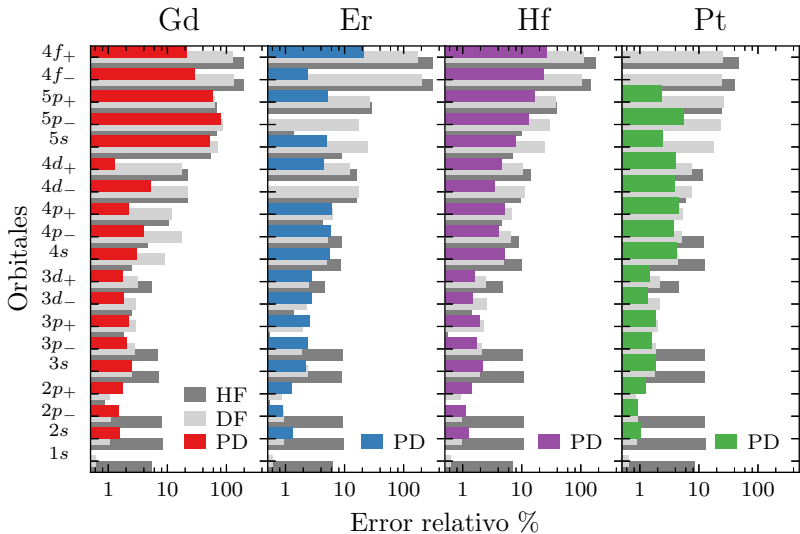 Gd Er Hf Pt
4f+
4f−
5p+
5p−
5s
4d+
4d−
4p+
4p−
4s
3d+
3d−
3p+
3p−
3s
2p+
2p−
2s
1s
Orbitales
HF
DF
PD PD PD PD
1 10 100 1 10 100 1 10 100 1 10 100
Error relativo %